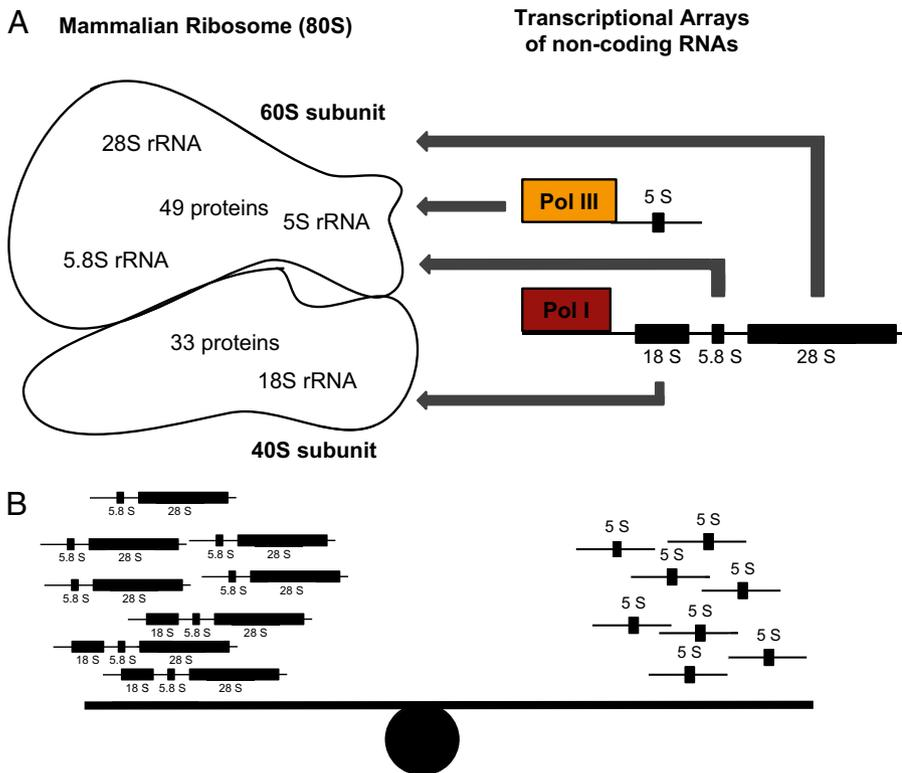 A
Mammalian Ribosome (80S)
Transcriptional Arrays
of non-coding RNAs
60S subunit
28S rRNA
49 proteins
5S rRNA
5.8S rRNA
Pol III
5 S
Pol I
18 S 5.8 S 28 S
33 proteins
18S rRNA
40S subunit
B
5.8 S 28 S
5.8 S 28 S
5.8 S 28 S
5.8 S 28 S
5.8 S 28 S
18 S 5.8 S 28 S
18 S 5.8 S 28 S
18 S 5.8 S 28 S
5 S
5 S
5 S
5 S
5 S
5 S
5 S
5 S